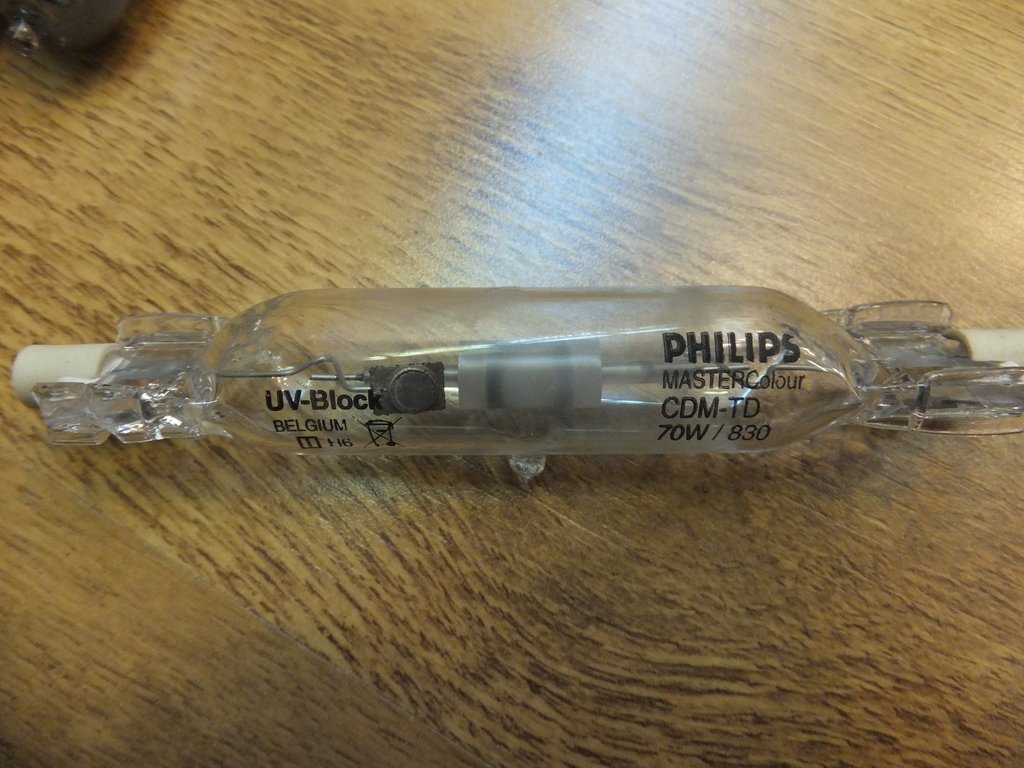 UV-Block
BELGIUM
H6
PHILIPS
MASTERColour
CDM-TD
70W / 830